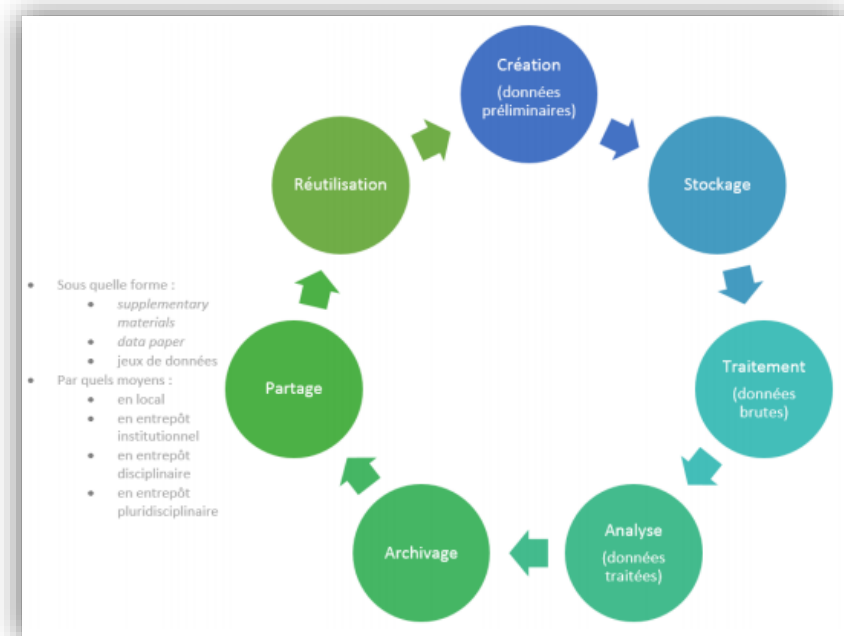 Création
(données
préliminaires)
Stockage
Traitement
(données
brutes)
Analyse
(données
traitées)
Archivage
Partage
Réutilisation
• Sous quelle forme :
• supplementary
materials
• data paper
• jeux de données
• Par quels moyens :
• en local
• en entrepôt
institutionnel
• en entrepôt
disciplinaire
• en entrepôt
pluridisciplinaire